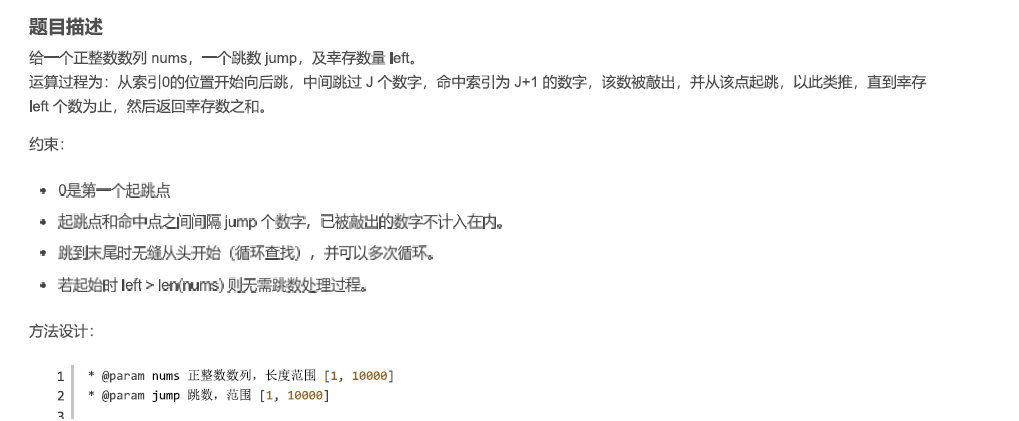 题目描述
给一个正整数数列 nums，一个跳数 jump，及幸存数量 left。
运算过程为：从索引0的位置开始向后跳，中间跳过 J 个数字，命中索引为 J+1 的数字，该数被敲出，并从该点起跳，以此类推，直到幸存
left 个数为止，然后返回幸存数之和。
约束：
• 0是第一个起跳点
• 起跳点和命中点之间间隔 jump 个数字，已被敲出的数字不计入在内。
• 跳到末尾时无缝从头开始（循环查找），并可以多次循环。
• 若起始时 left > len(nums) 则无需跳数处理过程。
方法设计：
1 * @param nums 正整数数列，长度范围 [1, 10000]
2 * @param jump 跳数，范围 [1, 10000]
3